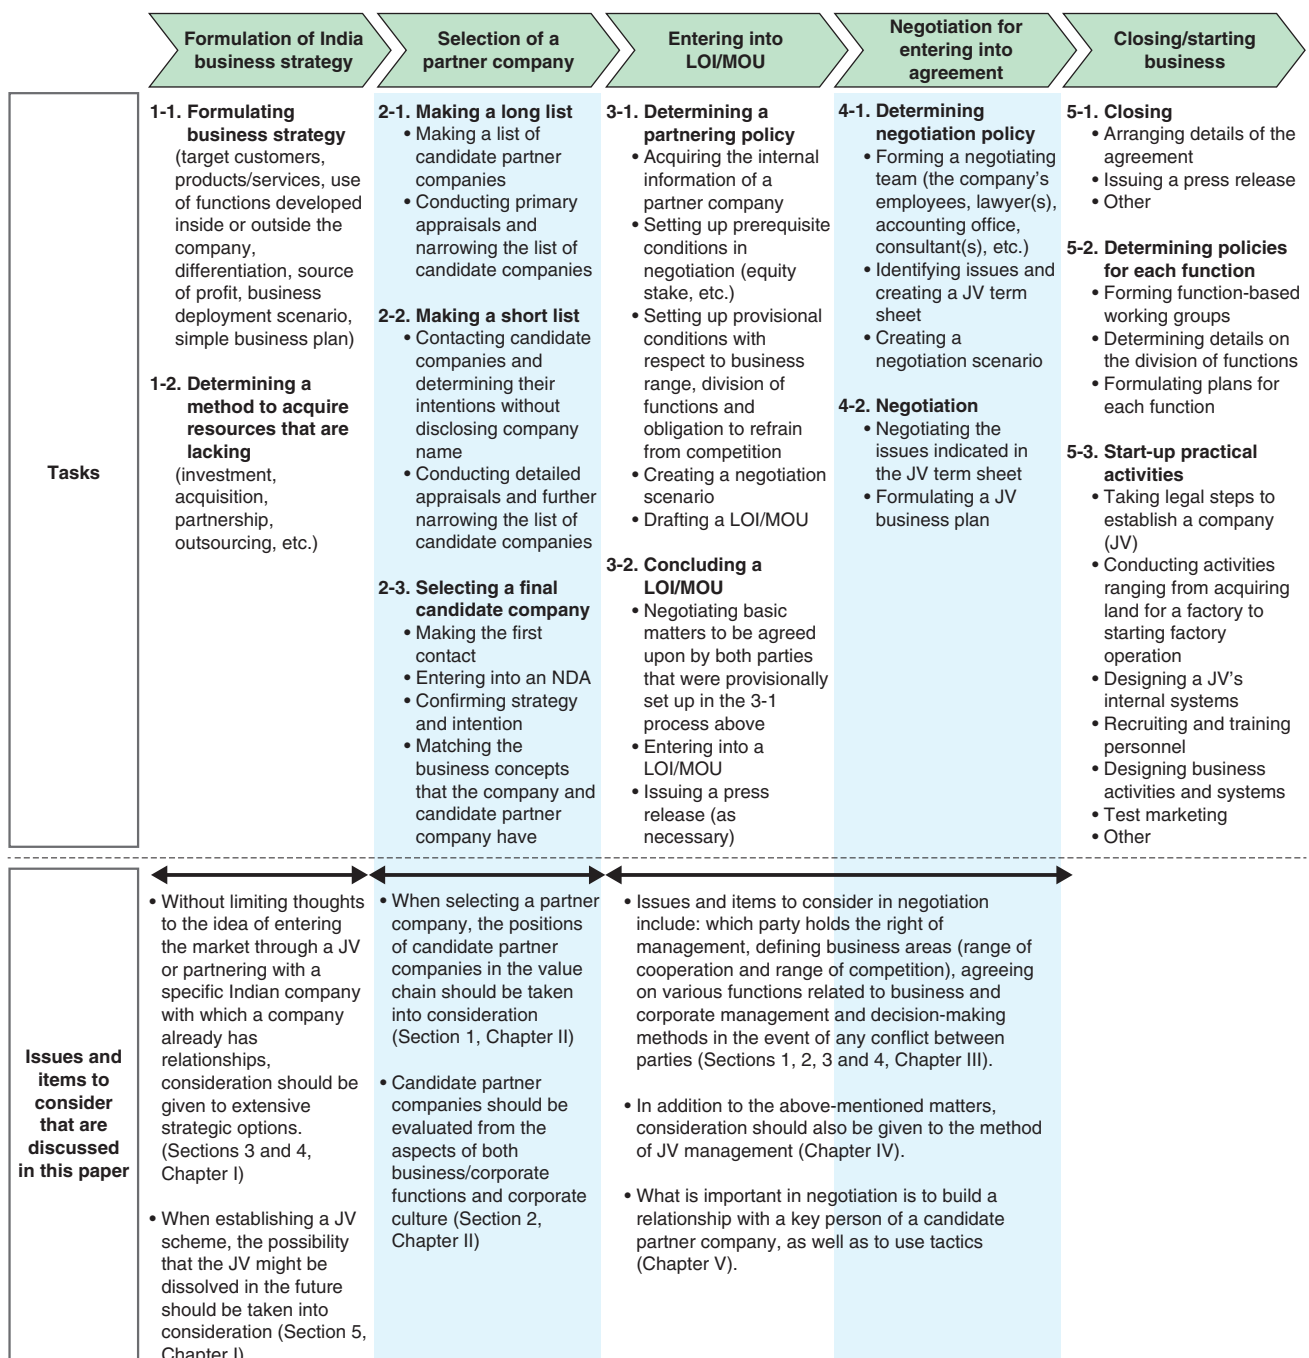 Formulation of India
business strategy
Selection of a
partner company
Entering into
LOI/MOU
Negotiation for
entering into
agreement
Closing/starting
business
Tasks
1-1. Formulating
business strategy
(target customers,
products/services, use
of functions developed
inside or outside the
company,
differentiation, source
of profit, business
deployment scenario,
simple business plan)
1-2. Determining a
method to acquire
resources that are
lacking
(investment,
acquisition,
partnership,
outsourcing, etc.)
2-1. Making a long list
• Making a list of
candidate partner
companies
• Conducting primary
appraisals and
narrowing the list of
candidate companies
2-2. Making a short list
• Contacting candidate
companies and
determining their
intentions without
disclosing company
name
• Conducting detailed
appraisals and further
narrowing the list of
candidate companies
2-3. Selecting a final
candidate company
• Making the first
contact
• Entering into an NDA
• Confirming strategy
and intention
• Matching the
business concepts
that the company and
candidate partner
company have
3-1. Determining a
partnering policy
• Acquiring the internal
information of a
partner company
• Setting up prerequisite
conditions in
negotiation (equity
stake, etc.)
• Setting up provisional
conditions with
respect to business
range, division of
functions and
obligation to refrain
from competition
• Creating a negotiation
scenario
• Drafting a LOI/MOU
3-2. Concluding a
LOI/MOU
• Negotiating basic
matters to be agreed
upon by both parties
that were provisionally
set up in the 3-1
process above
• Entering into a
LOI/MOU
• Issuing a press
release (as
necessary)
4-1. Determining
negotiation policy
• Forming a negotiating
team (the company's
employees, lawyer(s),
accounting office,
consultant(s), etc.)
• Identifying issues and
creating a JV term
sheet
• Creating a
negotiation scenario
4-2. Negotiation
• Negotiating the
issues indicated in
the JV term sheet
• Formulating a JV
business plan
5-1. Closing
• Arranging details of the
agreement
• Issuing a press release
• Other
5-2. Determining policies
for each function
• Forming function-based
working groups
• Determining details on
the division of functions
• Formulating plans for
each function
5-3. Start-up practical
activities
• Taking legal steps to
establish a company
(JV)
• Conducting activities
ranging from acquiring
land for a factory to
starting factory
operation
• Designing a JV's
internal systems
• Recruiting and training
personnel
• Designing business
activities and systems
• Test marketing
• Other
Issues and
items to
consider
that are
discussed
in this paper
• Without limiting thoughts
to the idea of entering
the market through a JV
or partnering with a
specific Indian company
with which a company
already has
relationships,
consideration should be
given to extensive
strategic options.
(Sections 3 and 4,
Chapter I)
• When establishing a JV
scheme, the possibility
that the JV might be
dissolved in the future
should be taken into
consideration (Section 5,
Chapter I)
• When selecting a partner
company, the positions
of candidate partner
companies in the value
chain should be taken
into consideration
(Section 1, Chapter II)
• Candidate partner
companies should be
evaluated from the
aspects of both
business/corporate
functions and corporate
culture (Section 2,
Chapter II)
• Issues and items to consider in negotiation
include: which party holds the right of
management, defining business areas (range of
cooperation and range of competition), agreeing
on various functions related to business and
corporate management and decision-making
methods in the event of any conflict between
parties (Sections 1, 2, 3 and 4, Chapter III).
• In addition to the above-mentioned matters,
consideration should also be given to the method
of JV management (Chapter IV).
• What is important in negotiation is to build a
relationship with a key person of a candidate
partner company, as well as to use tactics
(Chapter V).